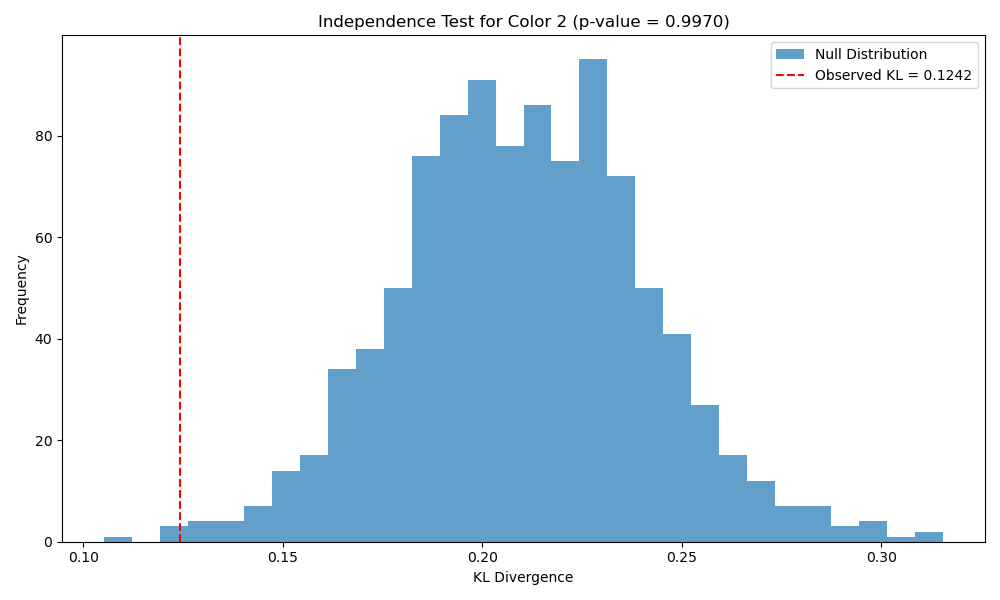 Independence Test for Color 2 (p-value = 0.9970)
Null Distribution
Observed KL = 0.1242
Frequency
80
60
40
20
0
0.10 0.15 0.20 0.25 0.30
KL Divergence